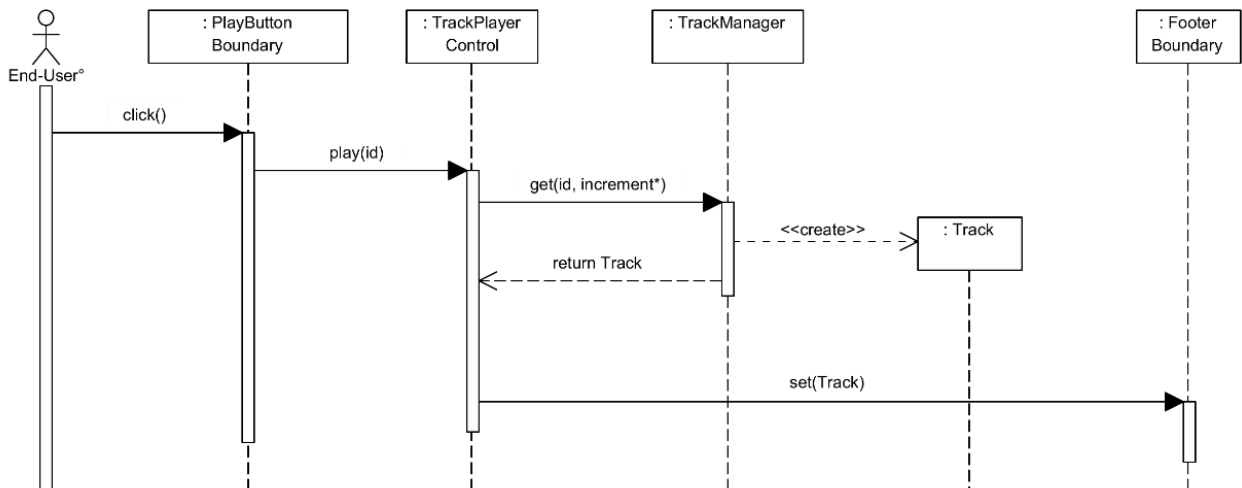 : PlayButton
Boundary
: TrackPlayer
Control
: TrackManager
: Footer
Boundary
End-User°
click()
play(id)
get(id, increment*)
<<create>>
: Track
return Track
set(Track)